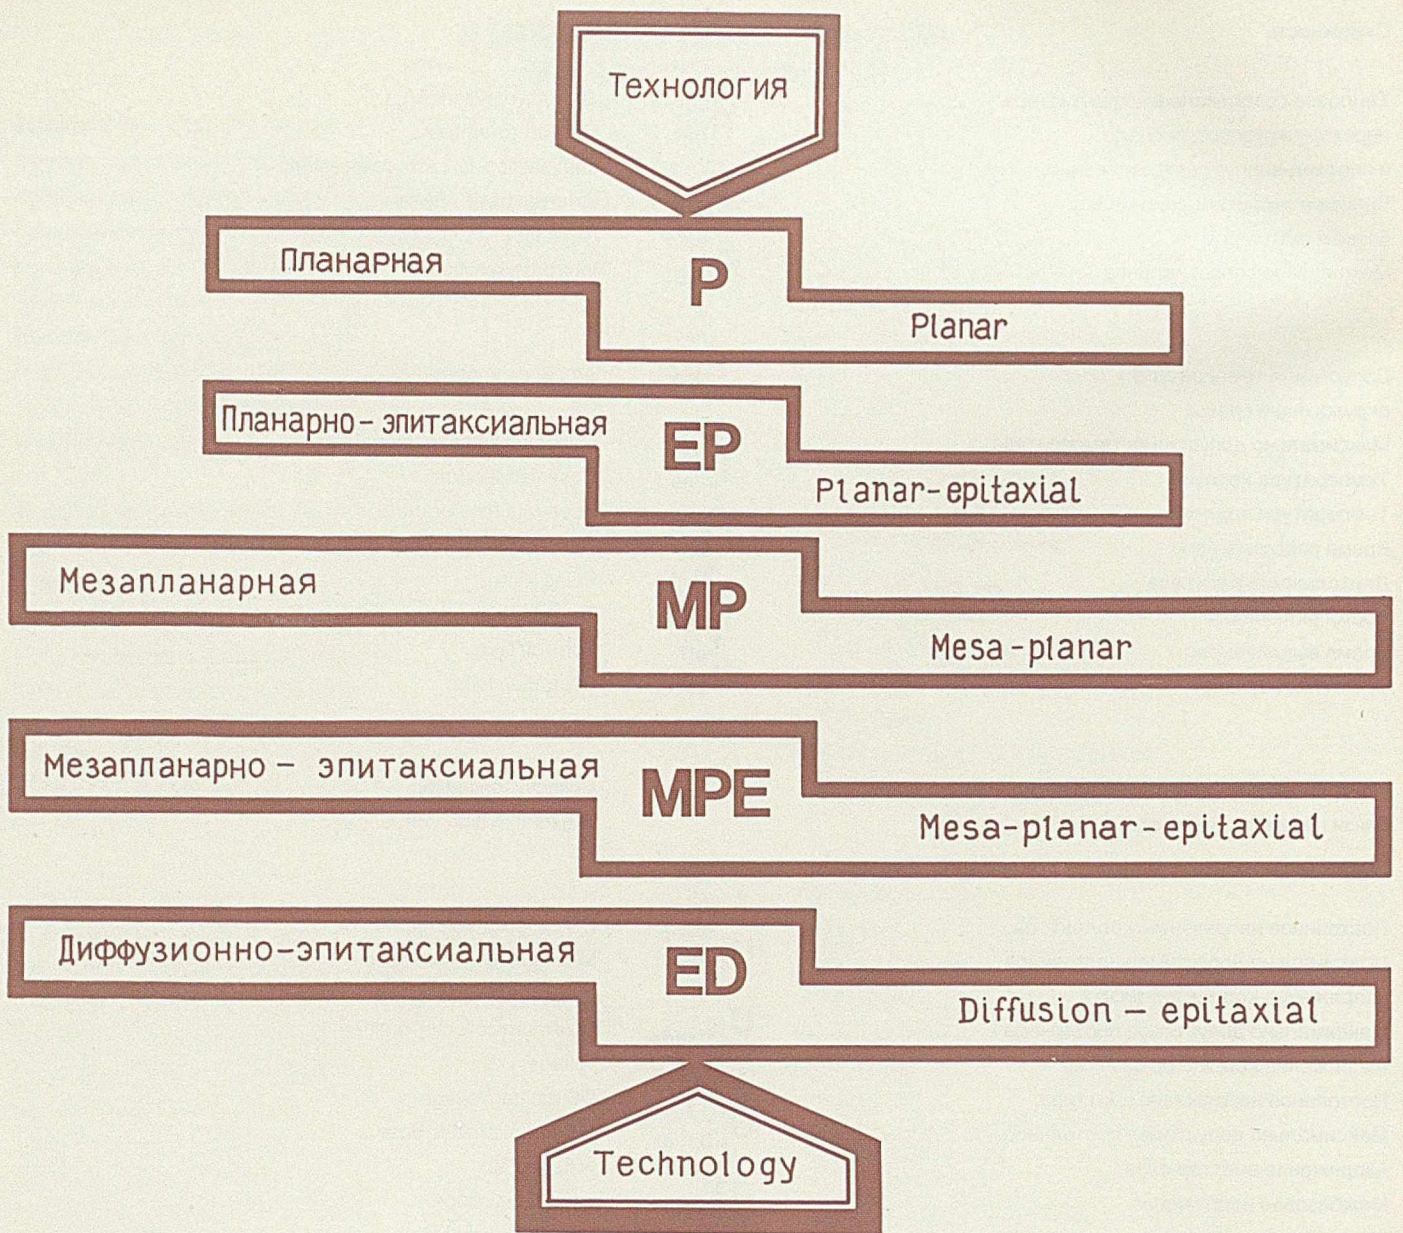 Технология
Планарная
P
Planar
Планарно-эпитаксиальная
EP
Planar-epitaxial
Мезапланарная
MP
Mesa-planar
Мезапланарно - эпитаксиальная
MPE
Mesa-planar-epitaxial
Диффузионно-эпитаксиальная
ED
Diffusion - epitaxial
Technology